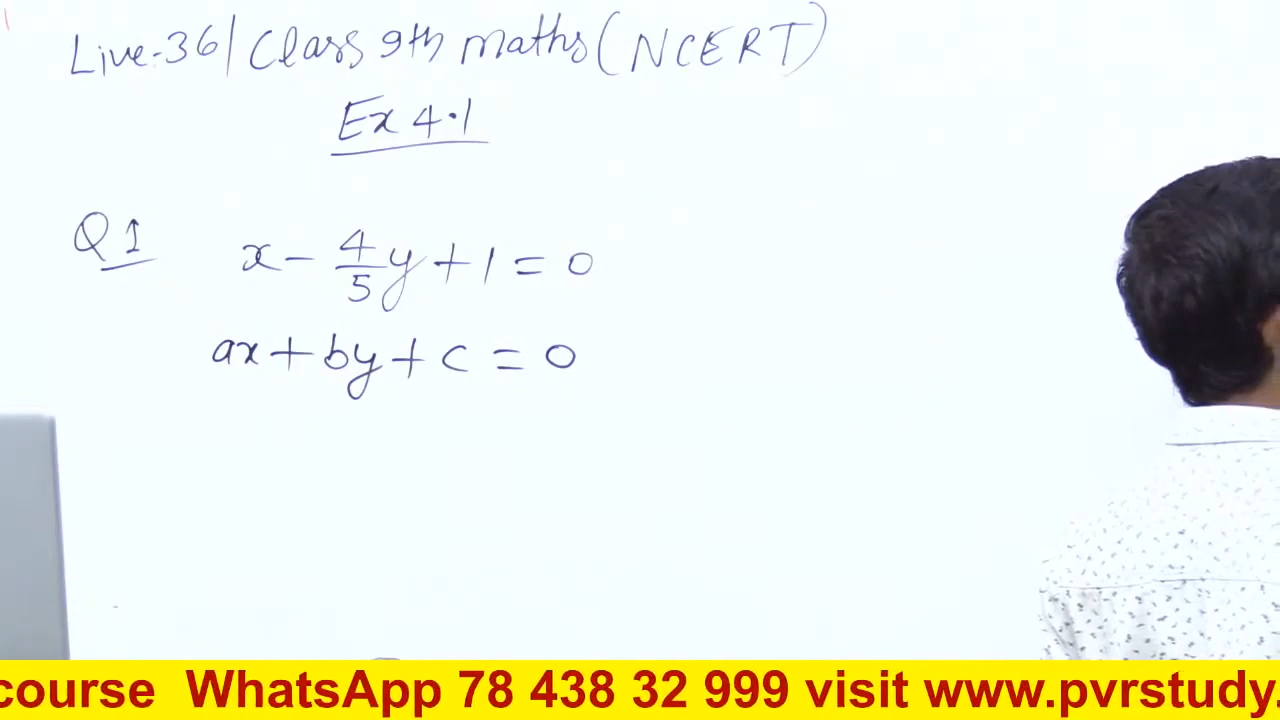 Live-36/ Class 9th maths (NCERT)
Ex 4.1
Q 1 x - 4/5 y + 1 = 0
ax + by + c = 0
course WhatsApp 78 438 32 999 visit www.pvrstudy.